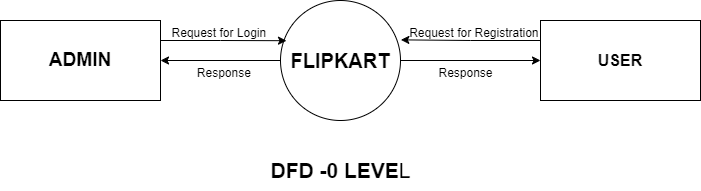 Request for Login
Request for Registration
ADMIN
FLIPKART
USER
Response
Response
DFD -0 LEVEL